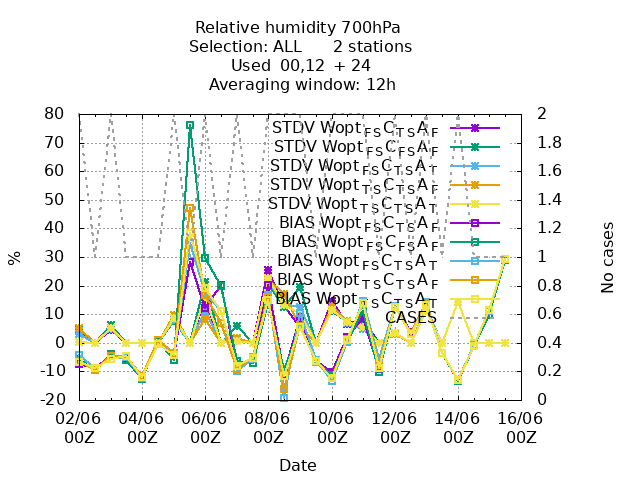 Relative humidity 700hPa
Selection: ALL 2 stations
Used 00,12 + 24
Averaging window: 12h
80 2
70 1.8
60 1.6
50 1.4
40 1.2
30 1
20 0.8
10 0.6
0 0.4
-10 0.2
-20 0
STDV Wopt FS C TS A F
STDV Wopt FS C FS A F
STDV Wopt FS C TS A T
STDV Wopt TS C TS A F
STDV Wopt TS C TS A T
BIAS Wopt FS C TS A F
BIAS Wopt FS C FS A F
BIAS Wopt FS C TS A T
BIAS Wopt TS C TS A F
BIAS Wopt TS C TS A T
CASES
%
No cases
02/06 04/06 06/06 08/06 10/06 12/06 14/06 16/06
00Z 00Z 00Z 00Z 00Z 00Z 00Z 00Z
Date